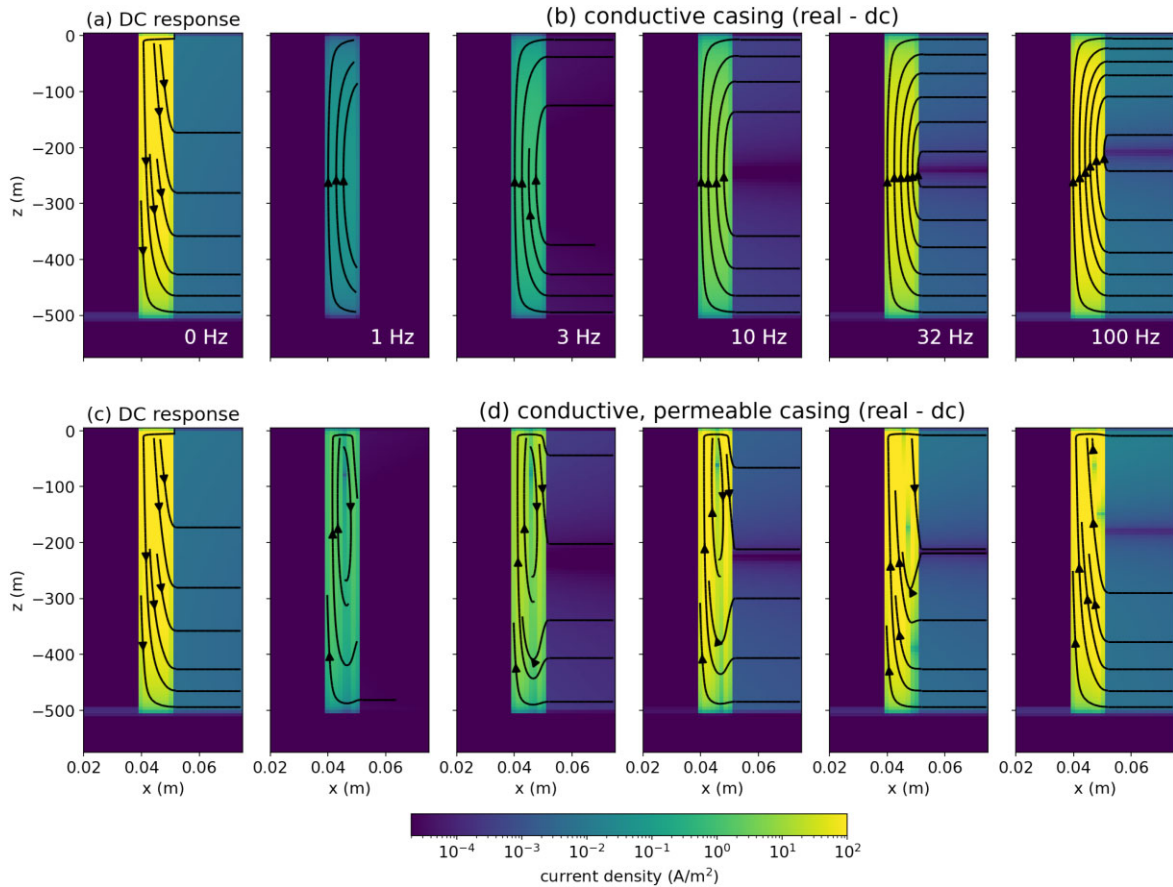 (a) DC response (b) conductive casing (real - dc)
0
−100
−200
−300
−400
−500
z (m)
0 Hz 1 Hz 3 Hz 10 Hz 32 Hz 100 Hz
(c) DC response (d) conductive, permeable casing (real - dc)
0
−100
−200
−300
−400
−500
z (m)
0.02 0.04 0.06 0.02 0.04 0.06 0.02 0.04 0.06 0.02 0.04 0.06 0.02 0.04 0.06 0.02 0.04 0.06
x (m) x (m) x (m) x (m) x (m) x (m)
10⁻⁴ 10⁻³ 10⁻² 10⁻¹ 10⁰ 10¹ 10²
current density (A/m²)